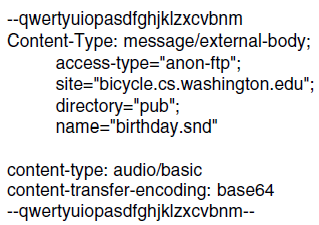 --qwertyuiopasdfghjklzxcvbnm
Content-Type: message/external-body;
access-type="anon-ftp";
site="bicycle.cs.washington.edu";
directory="pub";
name="birthday.snd"

content-type: audio/basic
content-transfer-encoding: base64
--qwertyuiopasdfghjklzxcvbnm--